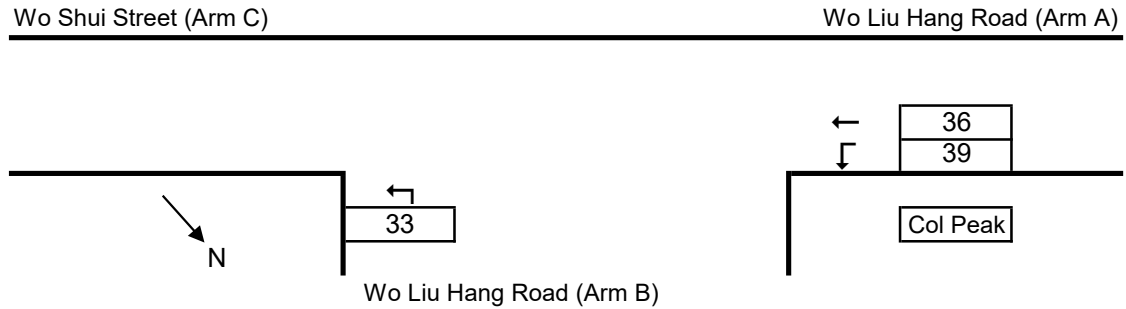 Wo Shui Street (Arm C)
Wo Liu Hang Road (Arm A)
36
39
33
Col Peak
N
Wo Liu Hang Road (Arm B)